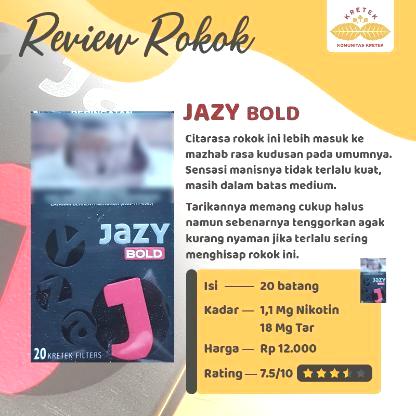 Review Rokok
KRETEK
KOMUNITAS KRETEK
JAZY BOLD
Citarasa rokok ini lebih masuk ke
mazhab rasa kudusan pada umumnya.
Sensasi manisnya tidak terlalu kuat,
masih dalam batas medium.
Tarikannya memang cukup halus
namun sebenarnya tenggorkan agak
kurang nyaman jika terlalu sering
menghisap rokok ini.
PERINGATAN
JAZY
BOLD
20 KRETEK FILTERS
Isi — 20 batang
Kadar — 1,1 Mg Nikotin
18 Mg Tar
Harga — Rp 12.000
Rating — 7.5/10